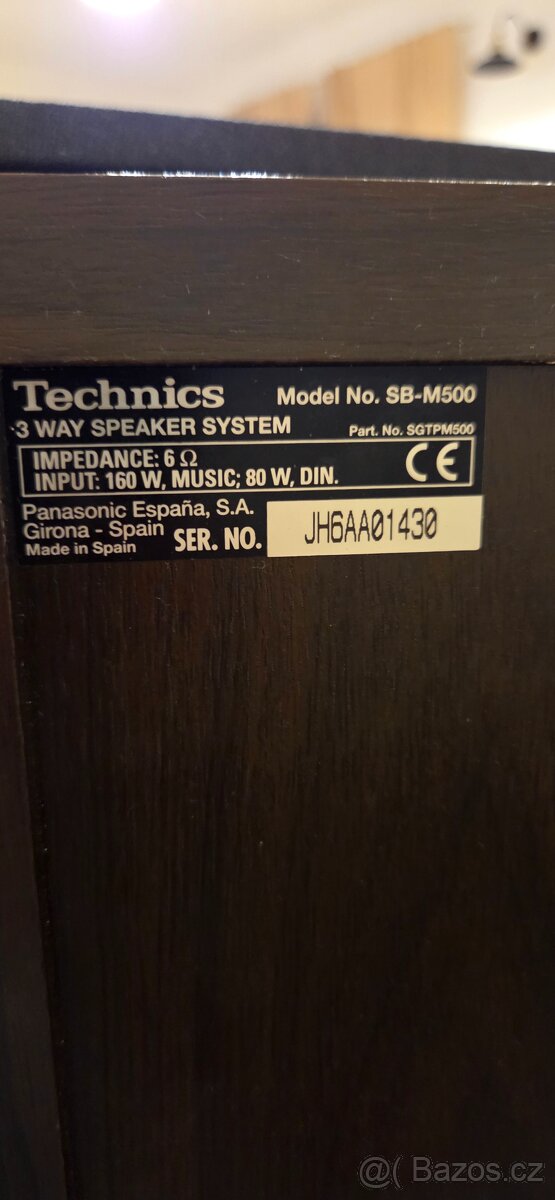 Technics Model No. SB-M500
3 WAY SPEAKER SYSTEM Part. No. SGTPM500
IMPEDANCE: 6 Ω
INPUT: 160 W, MUSIC; 80 W, DIN.
CE
Panasonic España, S.A.
Girona - Spain
Made in Spain
SER. NO. JH6AA01430
@( Bazos.cz